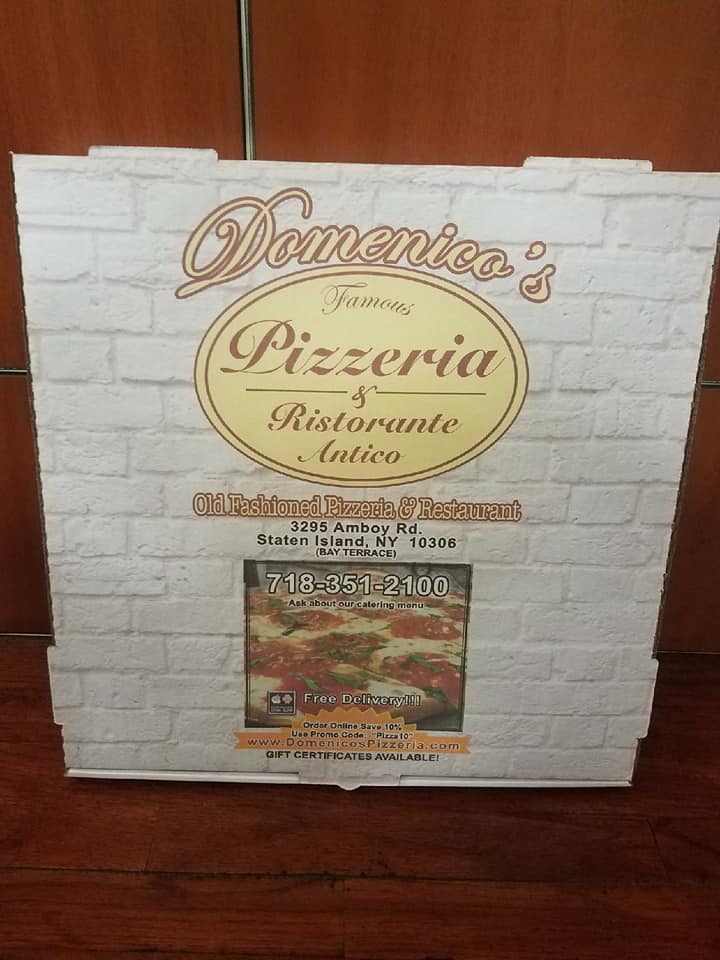 Domenico's
Famous
Pizzeria
&
Ristorante
Antico
Old Fashioned Pizzeria & Restaurant
3295 Amboy Rd.
Staten Island, NY 10306
(BAY TERRACE)
718-351-2100
Ask about our catering menu
Free Delivery!!!
Order Online Save 10%
Use Promo Code: "Pizza10"
www.DomenicosPizzeria.com
GIFT CERTIFICATES AVAILABLE!